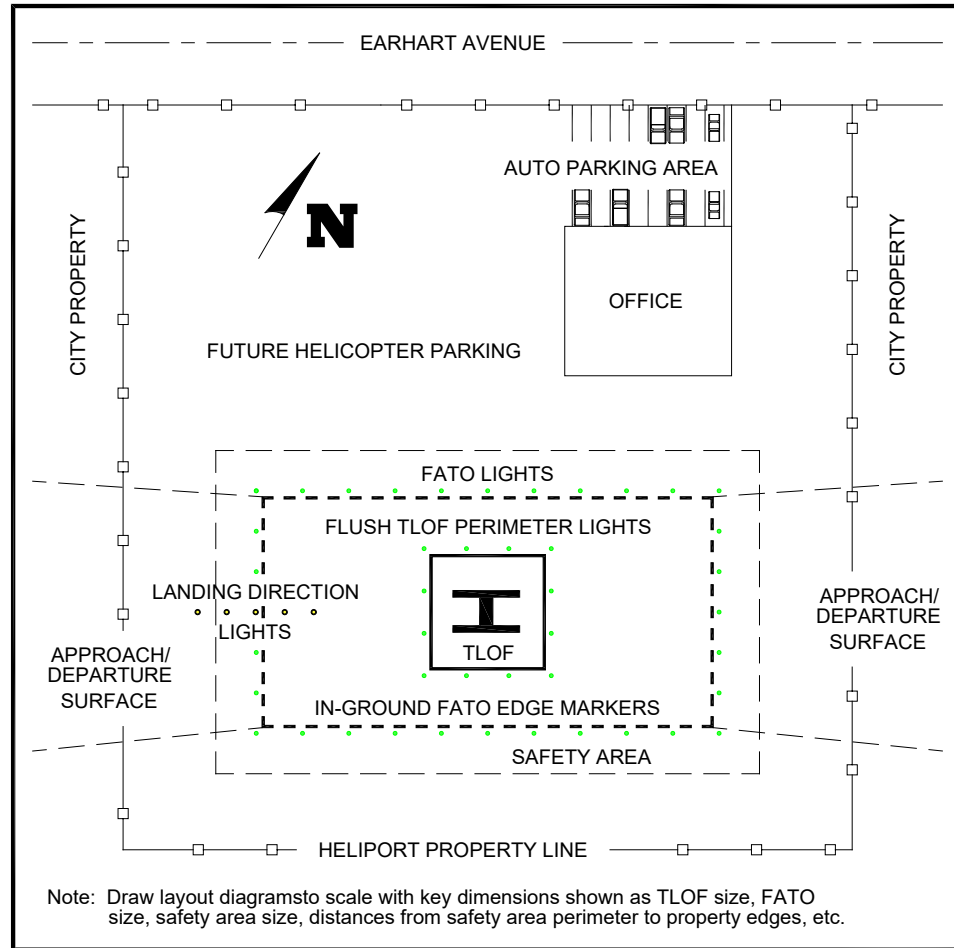 EARHART AVENUE
AUTO PARKING AREA
N
CITY PROPERTY
OFFICE
CITY PROPERTY
FUTURE HELICOPTER PARKING
FATO LIGHTS
FLUSH TLOF PERIMETER LIGHTS
LANDING DIRECTION
LIGHTS
H
TLOF
APPROACH/
DEPARTURE
SURFACE
APPROACH/
DEPARTURE
SURFACE
IN-GROUND FATO EDGE MARKERS
SAFETY AREA
HELIPORT PROPERTY LINE
Note: Draw layout diagramsto scale with key dimensions shown as TLOF size, FATO
size, safety area size, distances from safety area perimeter to property edges, etc.